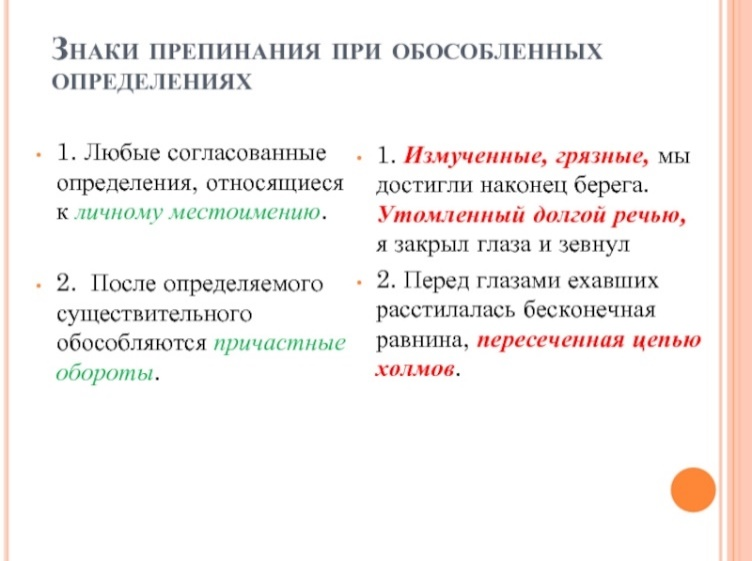 Знаки препинания при обособленных
определениях
• 1. Любые согласованные
определения, относящиеся
к личному местоимению.
• 2. После определяемого
существительного
обособляются причастные
обороты.
• 1. Измученные, грязные, мы
достигли наконец берега.
Утомленный долгой речью,
я закрыл глаза и зевнул
• 2. Перед глазами ехавших
расстилалась бесконечная
равнина, пересеченная цепью
холмов.